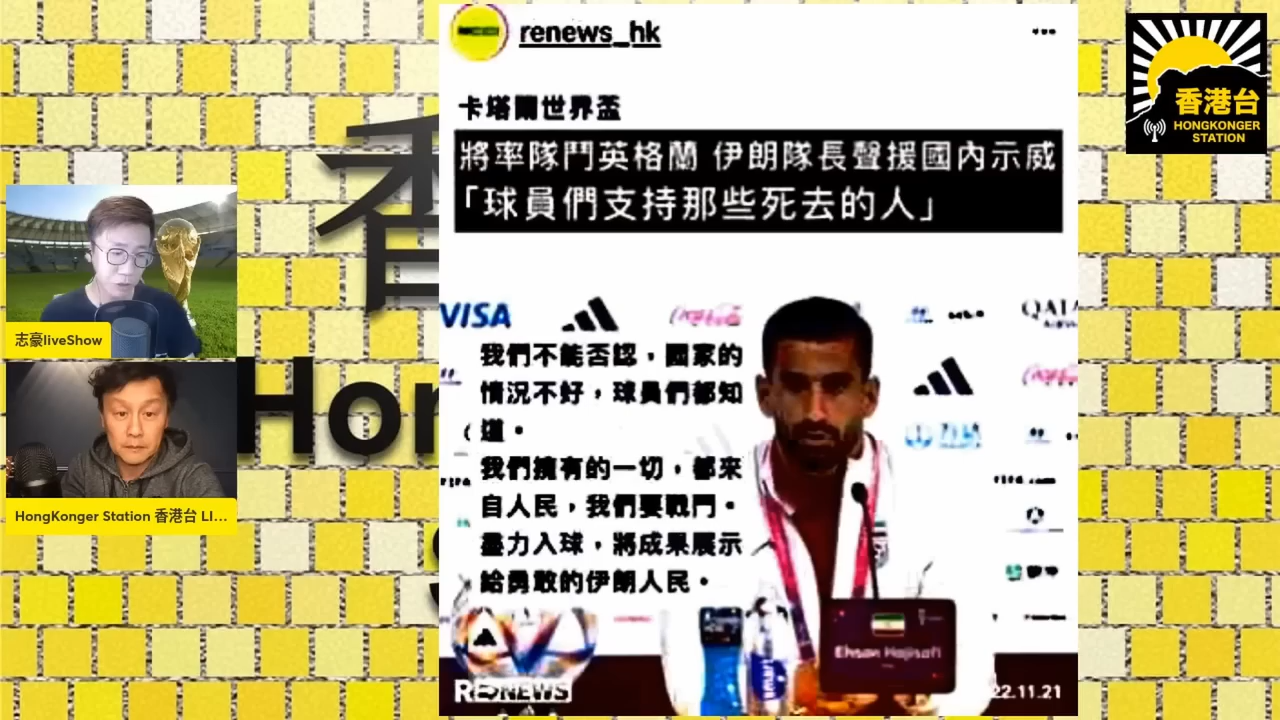 renews_hk
卡塔爾世界盃
將率隊鬥英格蘭 伊朗隊長聲援國內示威
「球員們支持那些死去的人」
香港台
HONGKONGER
STATION
香
Hon
志豪liveShow
HongKonger Station 香港台 LI...
VISA
我們不能否認，國家的
情況不好，球員們都知
道。
我們擁有的一切，都來
自人民，我們要戰鬥。
盡力入球，將成果展示
給勇敢的伊朗人民。
Ehsan Hajisafi
smart
RENEWS
22.11.21